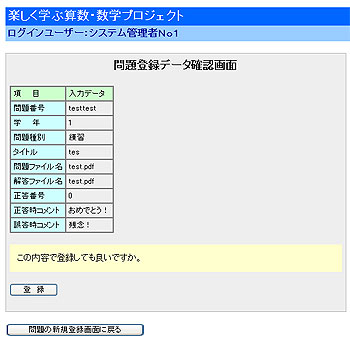 楽しく学ぶ算数・数学プロジェクト
ログインユーザー：システム管理者No1
問題登録データ確認画面
項　目 入力データ
問題番号 testtest
学　年 1
問題種別 練習
タイトル tes
問題ファイル名 test.pdf
解答ファイル名 test.pdf
正答番号 0
正答時コメント おめでとう！
誤答時コメント 残念！
この内容で登録しても良いですか。
登 録
問題の新規登録画面に戻る